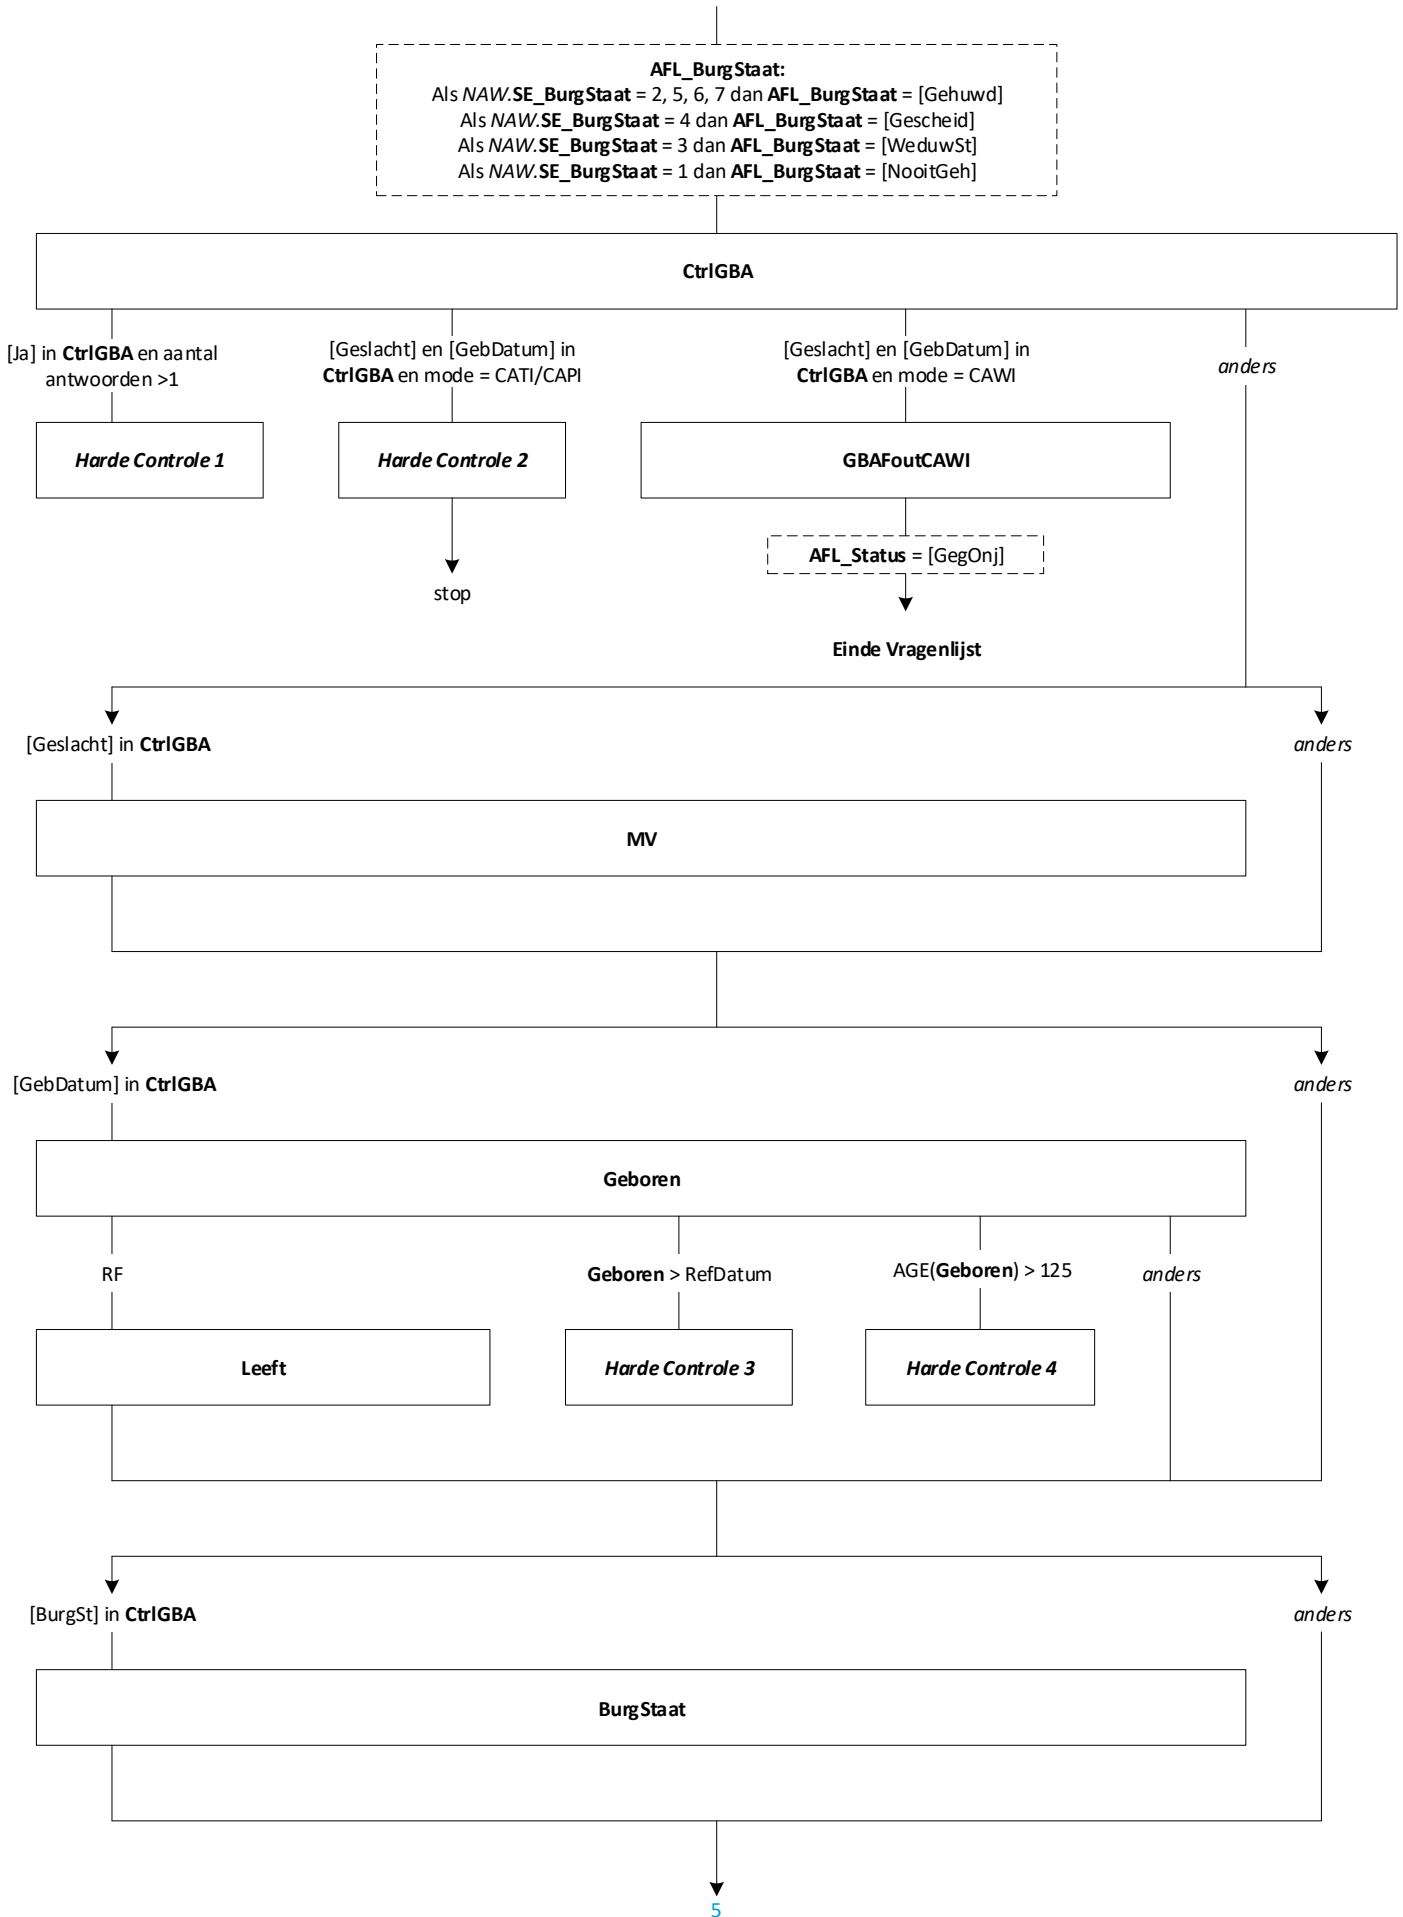 AFL_BurgStaat:
Als NAW.SE_BurgStaat = 2, 5, 6, 7 dan AFL_BurgStaat = [Gehuwd]
Als NAW.SE_BurgStaat = 4 dan AFL_BurgStaat = [Gescheid]
Als NAW.SE_BurgStaat = 3 dan AFL_BurgStaat = [WeduwSt]
Als NAW.SE_BurgStaat = 1 dan AFL_BurgStaat = [NooitGeh]
CtrlGBA
[Ja] in CtrlGBA en aantal
antwoorden >1
[Geslacht] en [GebDatum] in
CtrlGBA en mode = CATI/CAPI
[Geslacht] en [GebDatum] in
CtrlGBA en mode = CAWI
anders
Harde Controle 1
Harde Controle 2
GBAFoutCAWI
AFL_Status = [GegOnj]
stop
Einde Vragenlijst
[Geslacht] in CtrlGBA
anders
MV
[GebDatum] in CtrlGBA
anders
Geboren
RF
Geboren > RefDatum
AGE(Geboren) > 125
anders
Leeft
Harde Controle 3
Harde Controle 4
[BurgSt] in CtrlGBA
anders
BurgStaat
5